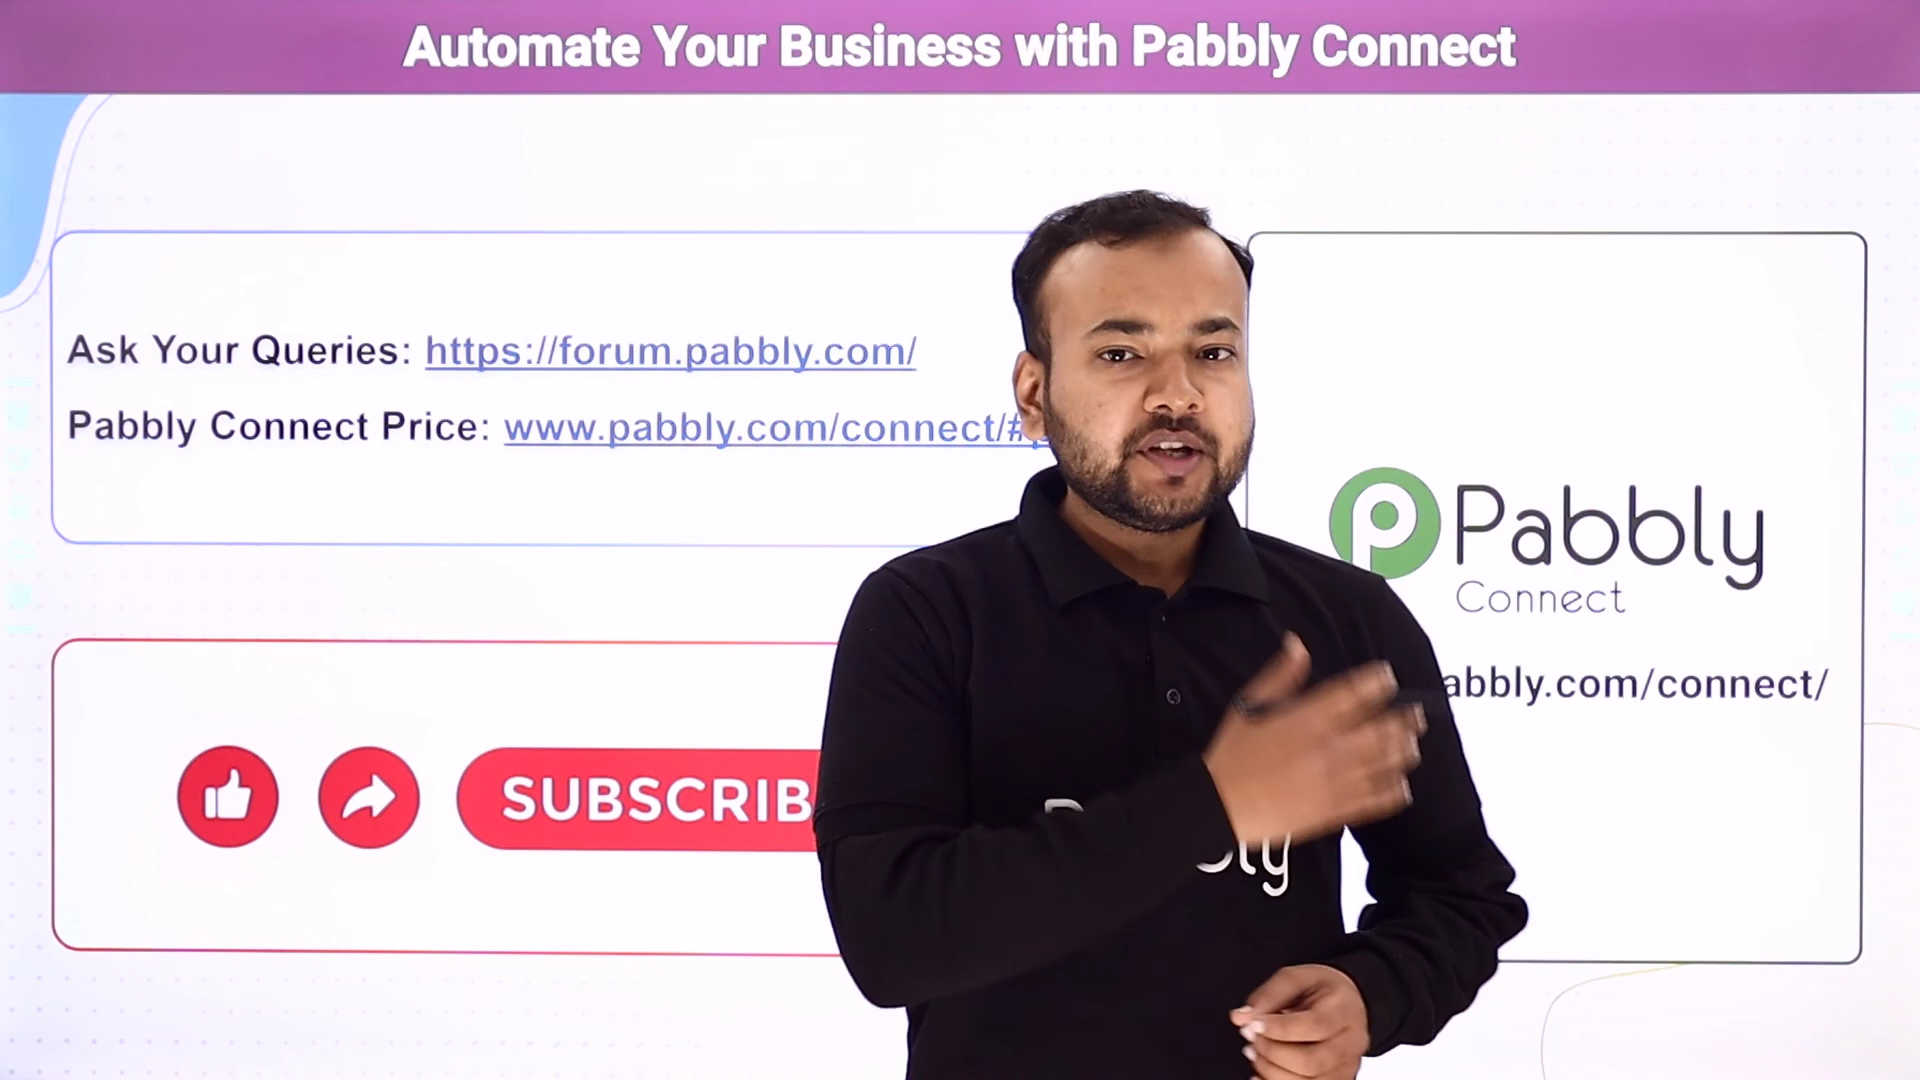 Automate Your Business with Pabbly Connect
Ask Your Queries: https://forum.pabbly.com/
Pabbly Connect Price: www.pabbly.com/connect/#
SUBSCRIB
Pabbly
Connect
abbly.com/connect/